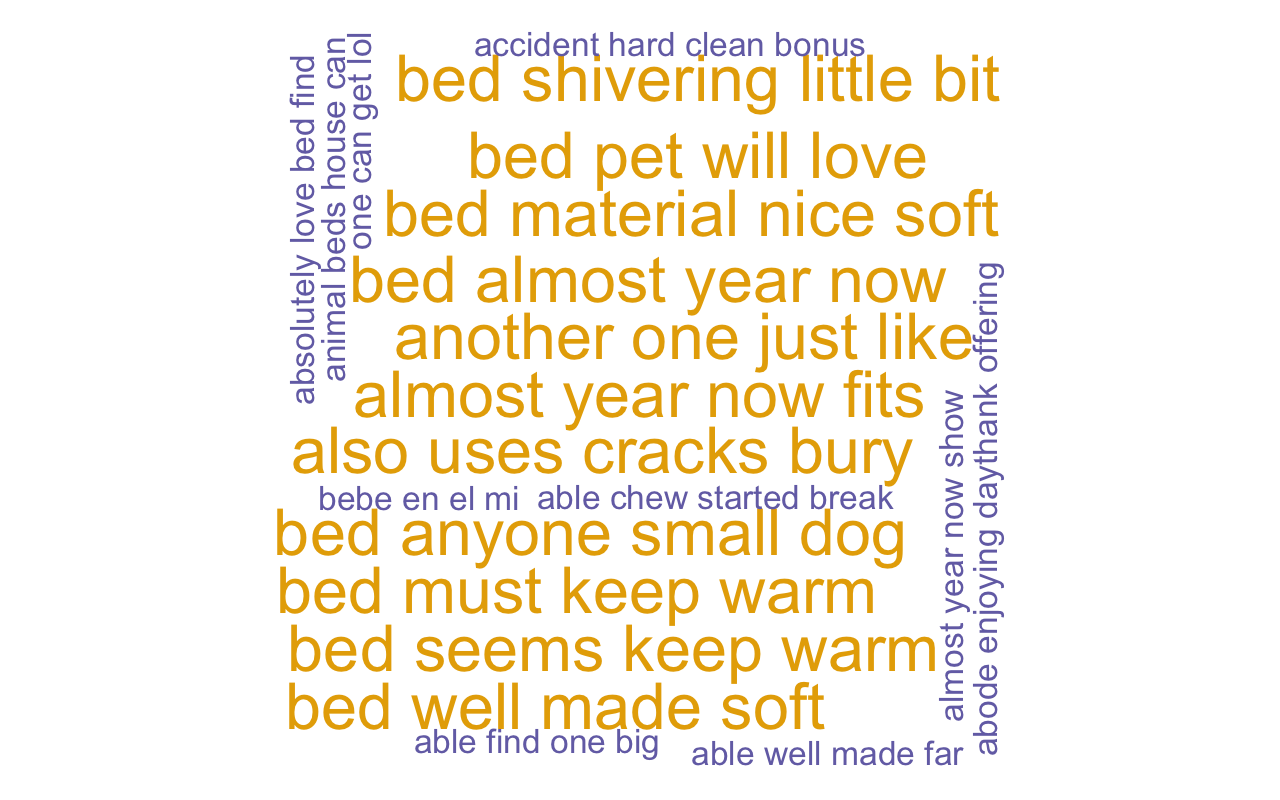 accident hard clean bonus
bed shivering little bit
absolutely love bed find
animal beds house can
one can get lol
bed pet will love
bed material nice soft
bed almost year now
another one just like
almost year now fits
also uses cracks bury
bebe en el mi
able chew started break
almost year now show
abode enjoying daythank offering
bed anyone small dog
bed must keep warm
bed seems keep warm
bed well made soft
able find one big
able well made far